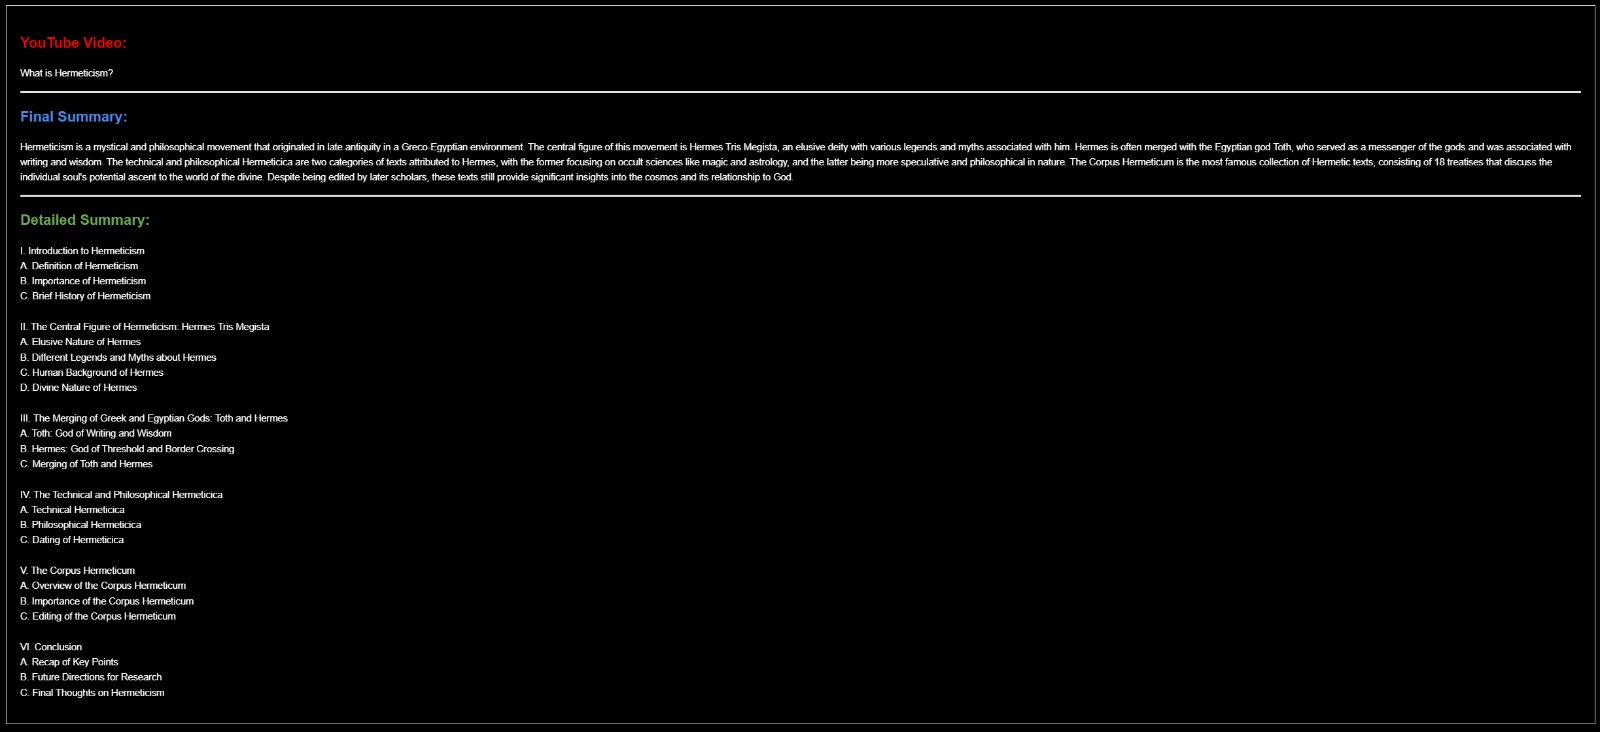 YouTube Video:
What is Hermeticism?
Final Summary:
Hermeticism is a mystical and philosophical movement that originated in late antiquity in a Greco-Egyptian environment. The central figure of this movement is Hermes Tris Megista, an elusive deity with various legends and myths associated with him. Hermes is often merged with the Egyptian god Toth, who served as a messenger of the gods and was associated with
writing and wisdom. The technical and philosophical Hermeticica are two categories of texts attributed to Hermes, with the former focusing on occult sciences like magic and astrology, and the latter being more speculative and philosophical in nature. The Corpus Hermeticum is the most famous collection of Hermetic texts, consisting of 18 treatises that discuss the
individual soul's potential ascent to the world of the divine. Despite being edited by later scholars, these texts still provide significant insights into the cosmos and its relationship to God.
Detailed Summary:
I. Introduction to Hermeticism
A. Definition of Hermeticism
B. Importance of Hermeticism
C. Brief History of Hermeticism
II. The Central Figure of Hermeticism: Hermes Tris Megista
A. Elusive Nature of Hermes
B. Different Legends and Myths about Hermes
C. Human Background of Hermes
D. Divine Nature of Hermes
III. The Merging of Greek and Egyptian Gods: Toth and Hermes
A. Toth: God of Writing and Wisdom
B. Hermes: God of Threshold and Border Crossing
C. Merging of Toth and Hermes
IV. The Technical and Philosophical Hermeticica
A. Technical Hermeticica
B. Philosophical Hermeticica
C. Dating of Hermeticica
V. The Corpus Hermeticum
A. Overview of the Corpus Hermeticum
B. Importance of the Corpus Hermeticum
C. Editing of the Corpus Hermeticum
VI. Conclusion
A. Recap of Key Points
B. Future Directions for Research
C. Final Thoughts on Hermeticism